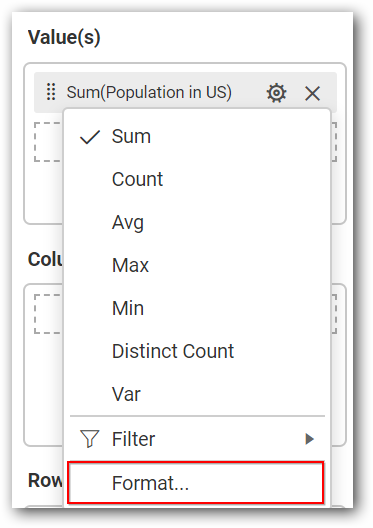 Value(s)
Sum(Population in US)
Sum
Count
Avg
Max
Min
Distinct Count
Var
Colu
Filter
Format...
Row